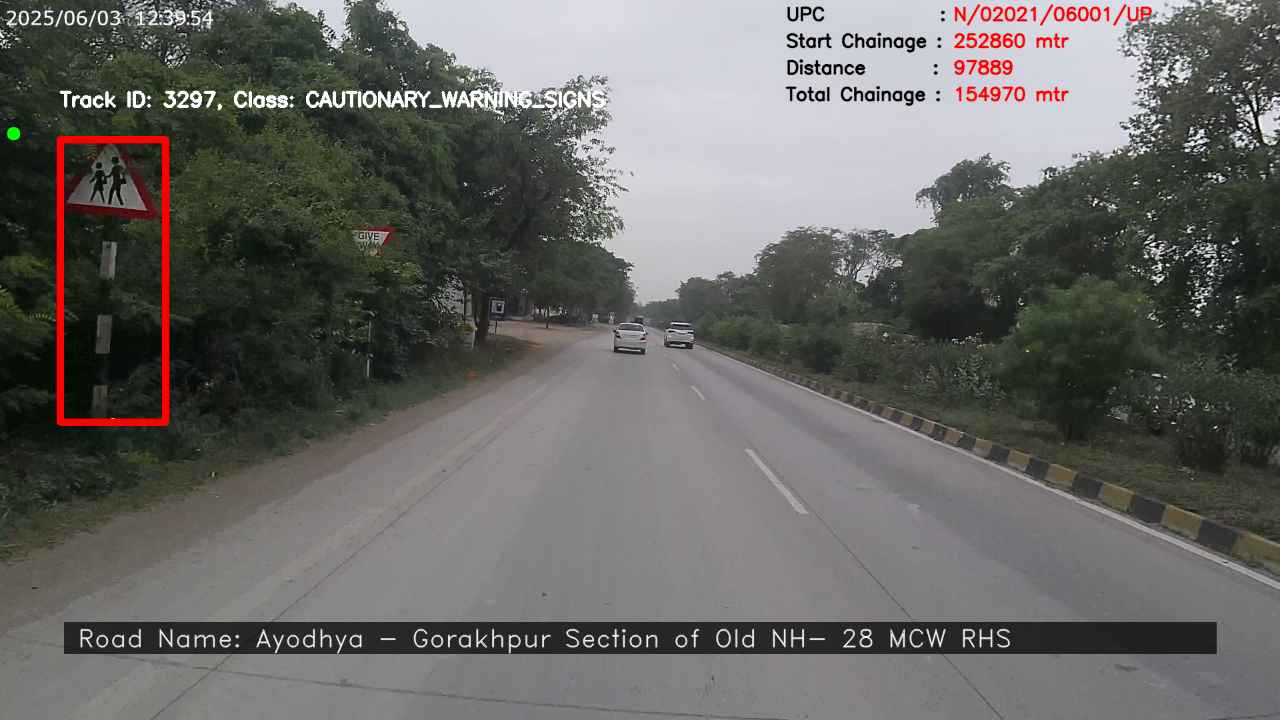 2025/06/03 12:39:54
UPC : N/02021/06001/UP
Start Chainage : 252860 mtr
Distance : 97889
Total Chainage : 154970 mtr
Track ID: 3297, Class: CAUTIONARY_WARNING_SIGNS
GIVE
WAY
Road Name: Ayodhya - Gorakhpur Section of Old NH- 28 MCW RHS